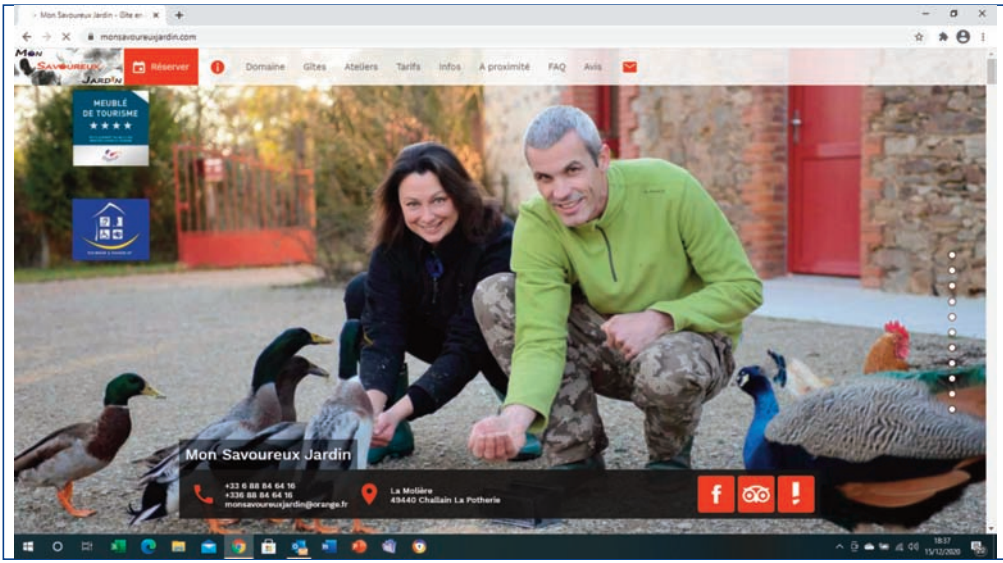 Mon Savoureux Jardin - Gîte en
monsavoureuxjardin.com
MON
SAVOUREUX
JARDIN
Réserver
Domaine Gîtes Ateliers Tarifs Infos A proximité FAQ Avis
MEUBLÉ
DE TOURISME
Mon Savoureux Jardin
+33 6 88 84 64 16
+336 88 84 64 16
monsavoureuxjardin@orange.fr
La Molière
49440 Challain La Potherie
18:37
15/12/2020